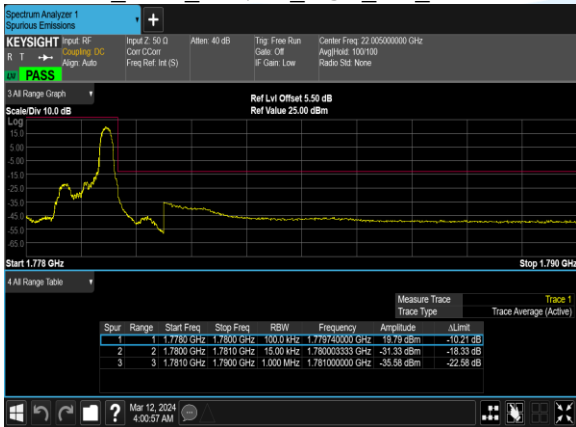 Spectrum Analyzer 1
Spurious Emissions
KEYSIGHT Input: RF Input Z: 50 Ω Atten: 40 dB Trig: Free Run Center Freq: 22.005000000 GHz
R T Coupling: DC Corr CCorr Gate: Off Avg|Hold: 100/100
Align: Auto Freq Ref: Int (S) IF Gain: Low Radio Std: None
PASS
3 All Range Graph
Ref Lvl Offset 5.50 dB
Scale/Div 10.0 dB Ref Value 25.00 dBm
Log
15.0
5.00
-5.00
-15.0
-25.0
-35.0
-45.0
-55.0
-65.0
Start 1.778 GHz Stop 1.790 GHz
4 All Range Table
Measure Trace Trace 1
Trace Type Trace Average (Active)
Spur Range Start Freq Stop Freq RBW Frequency Amplitude ΔLimit
1 1 1.7780 GHz 1.7800 GHz 100.0 kHz 1.779740000 GHz 19.79 dBm -10.21 dB
2 2 1.7800 GHz 1.7810 GHz 15.00 kHz 1.780003333 GHz -31.33 dBm -18.33 dB
3 3 1.7810 GHz 1.7900 GHz 1.000 MHz 1.781000000 GHz -35.58 dBm -22.58 dB
? Mar 12, 2024
4:00:57 AM